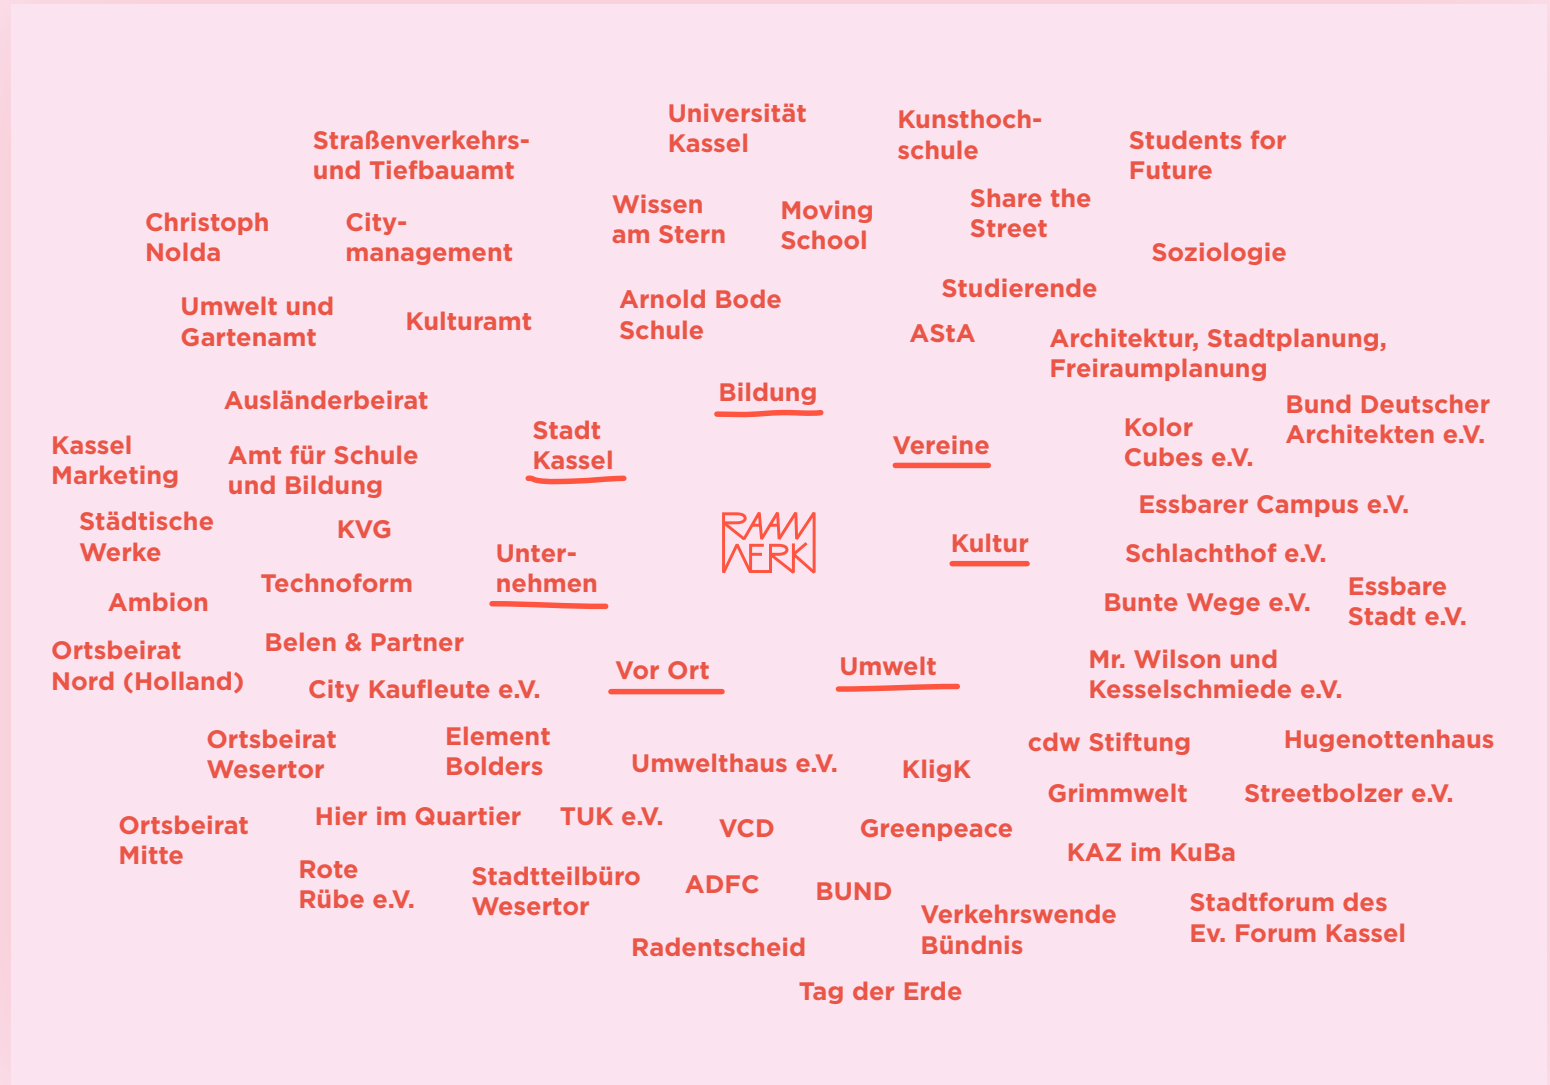 Universität
Kassel
Kunsthoch-
schule
Straßenverkehrs-
und Tiefbauamt
Students for
Future
Wissen
am Stern
Moving
School
Share the
Street
Christoph
Nolda
City-
management
Soziologie
Studierende
Umwelt und
Gartenamt
Kulturamt
Arnold Bode
Schule
AStA
Architektur, Stadtplanung,
Freiraumplanung
Bildung
Ausländerbeirat
Bund Deutscher
Architekten e.V.
Stadt
Kassel
Vereine
Kolor
Cubes e.V.
Kassel
Marketing
Amt für Schule
und Bildung
Essbarer Campus e.V.
Städtische
Werke
KVG
RAAM
WERK
Kultur
Unter-
nehmen
Schlachthof e.V.
Technoform
Ambion
Bunte Wege e.V.
Essbare
Stadt e.V.
Belen & Partner
Ortsbeirat
Nord (Holland)
Vor Ort
Umwelt
Mr. Wilson und
Kesselschmiede e.V.
City Kaufleute e.V.
Ortsbeirat
Wesertor
Element
Bolders
Umwelthaus e.V.
KligK
cdw Stiftung
Hugenottenhaus
Grimmwelt
Streetbolzer e.V.
Ortsbeirat
Mitte
Hier im Quartier
TUK e.V.
VCD
Greenpeace
KAZ im KuBa
Rote
Rübe e.V.
Stadtteilbüro
Wesertor
ADFC
BUND
Verkehrswende
Bündnis
Stadtforum des
Ev. Forum Kassel
Radentscheid
Tag der Erde